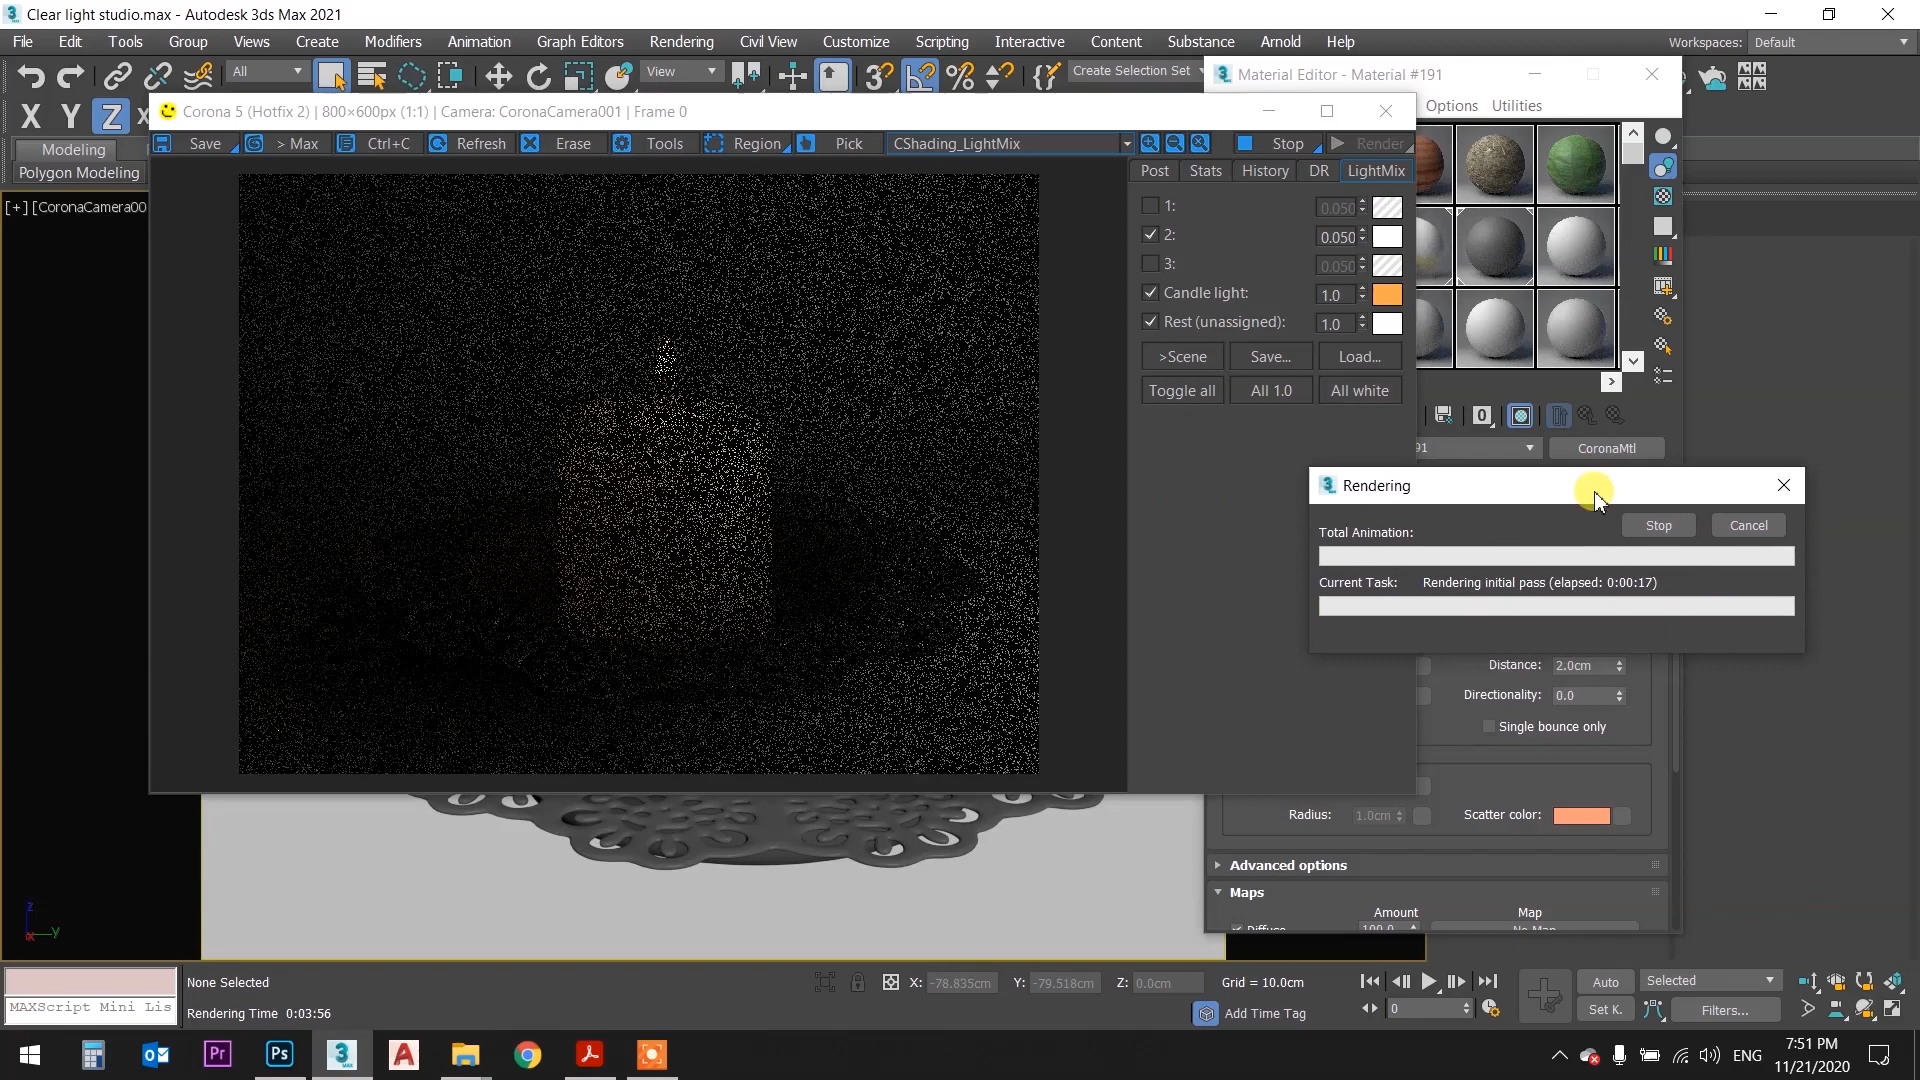 Clear light studio.max - Autodesk 3ds Max 2021
File Edit Tools Group Views Create Modifiers Animation Graph Editors Rendering Civil View Customize Scripting Interactive Content Substance Arnold Help
Workspaces: Default
All
View
Create Selection Set
Material Editor - Material #191
Options Utilities
X Y Z
Corona 5 (Hotfix 2) | 800×600px (1:1) | Camera: CoronaCamera001 | Frame 0
Save > Max Ctrl+C Refresh Erase Tools Region Pick CShading_LightMix Stop Render
Modeling
Polygon Modeling
[+][CoronaCamera00
Post Stats History DR LightMix
1: 0.050
2: 0.050
3: 0.050
Candle light: 1.0
Rest (unassigned): 1.0
>Scene Save... Load...
Toggle all All 1.0 All white
0
91 CoronaMtl
Rendering
Total Animation: Stop Cancel
Current Task: Rendering initial pass (elapsed: 0:00:17)
Distance: 2.0cm
Directionality: 0.0
Single bounce only
Radius: 1.0cm Scatter color:
Advanced options
Maps
Amount Map
Diffuse 100.0 No Map
z
x y
None Selected
X: -78.835cm Y: -79.518cm Z: 0.0cm Grid = 10.0cm
Auto Selected
MAXScript Mini Lis
Rendering Time 0:03:56
Add Time Tag
0
Set K. Filters...
ENG
7:51 PM
11/21/2020